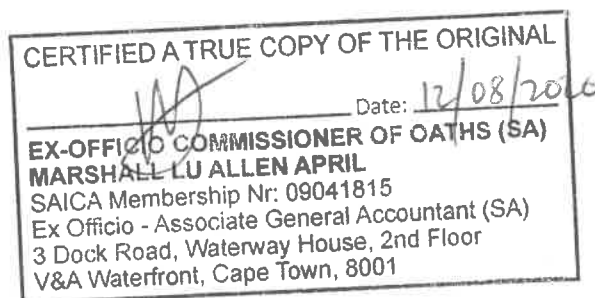 CERTIFIED A TRUE COPY OF THE ORIGINAL
Date: 12/08/2020
EX-OFFICIO COMMISSIONER OF OATHS (SA)
MARSHALL LU ALLEN APRIL
SAICA Membership Nr: 09041815
Ex Officio - Associate General Accountant (SA)
3 Dock Road, Waterway House, 2nd Floor
V&A Waterfront, Cape Town, 8001